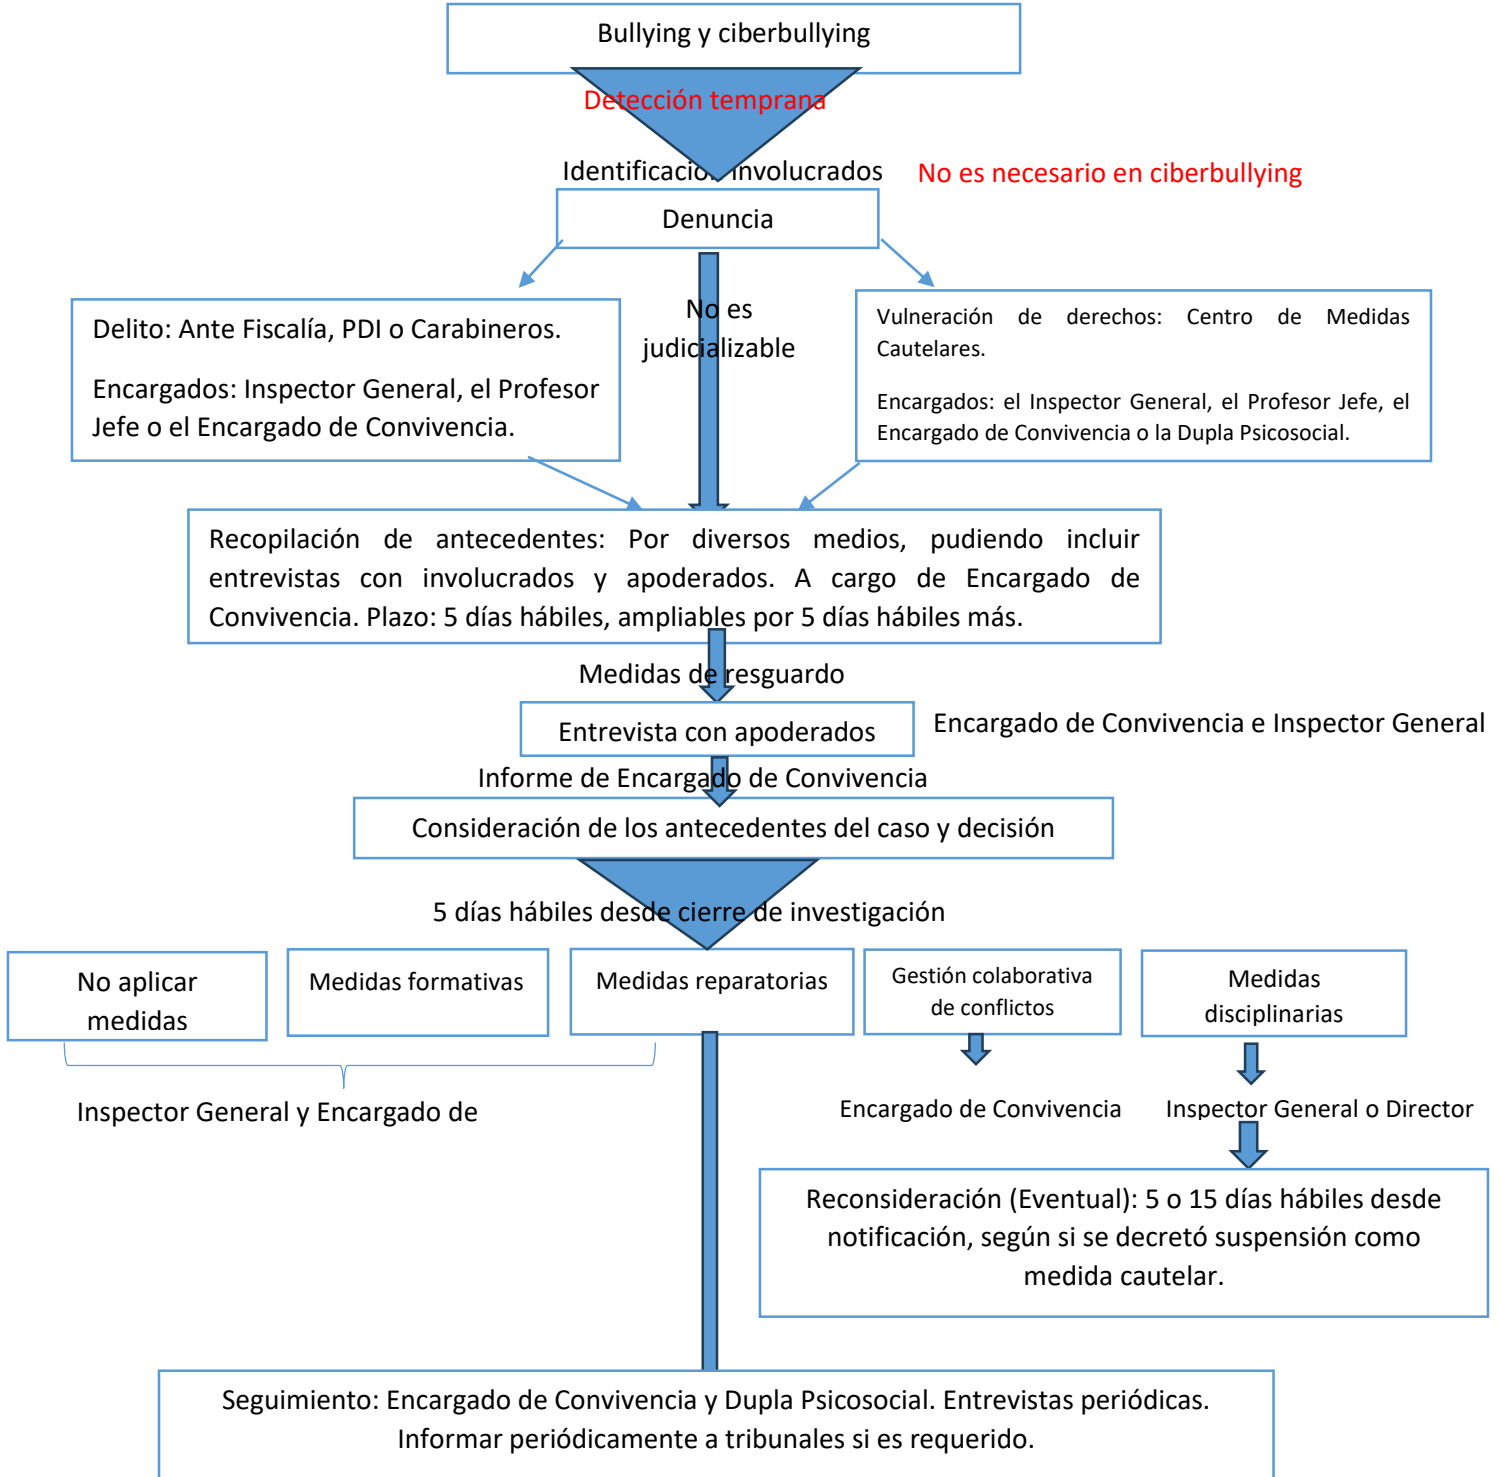 Bullying y ciberbullying
Detección temprana
Identificación involucrados
No es necesario en ciberbullying
Denuncia
Delito: Ante Fiscalía, PDI o Carabineros.
Encargados: Inspector General, el Profesor
Jefe o el Encargado de Convivencia.
No es
judicializable
Vulneración de derechos: Centro de Medidas
Cautelares.
Encargados: el Inspector General, el Profesor Jefe, el
Encargado de Convivencia o la Dupla Psicosocial.
Recopilación de antecedentes: Por diversos medios, pudiendo incluir
entrevistas con involucrados y apoderados. A cargo de Encargado de
Convivencia. Plazo: 5 días hábiles, ampliables por 5 días hábiles más.
Medidas de resguardo
Entrevista con apoderados
Encargado de Convivencia e Inspector General
Informe de Encargado de Convivencia
Consideración de los antecedentes del caso y decisión
5 días hábiles desde cierre de investigación
No aplicar
medidas
Medidas formativas
Medidas reparatorias
Gestión colaborativa
de conflictos
Medidas
disciplinarias
Inspector General y Encargado de
Encargado de Convivencia
Inspector General o Director
Reconsideración (Eventual): 5 o 15 días hábiles desde
notificación, según si se decretó suspensión como
medida cautelar.
Seguimiento: Encargado de Convivencia y Dupla Psicosocial. Entrevistas periódicas.
Informar periódicamente a tribunales si es requerido.